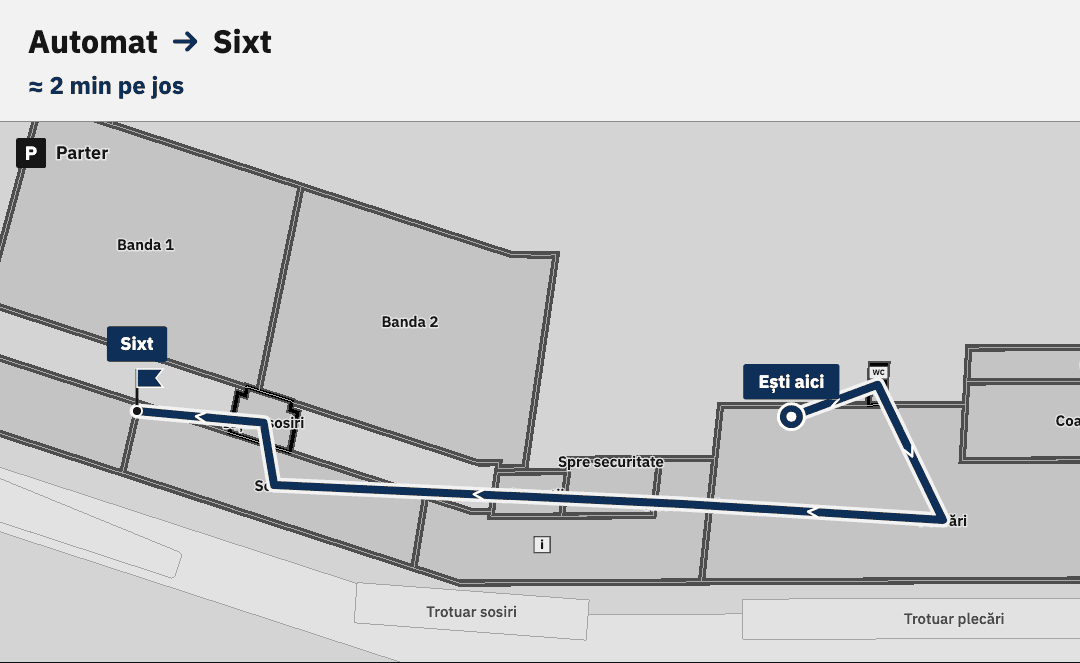 Automat → Sixt
≈ 2 min pe jos
P Parter
Banda 1
Banda 2
Sixt
Ești aici
WC
sosiri
Spre securitate
ări
i
Trotuar sosiri
Trotuar plecări